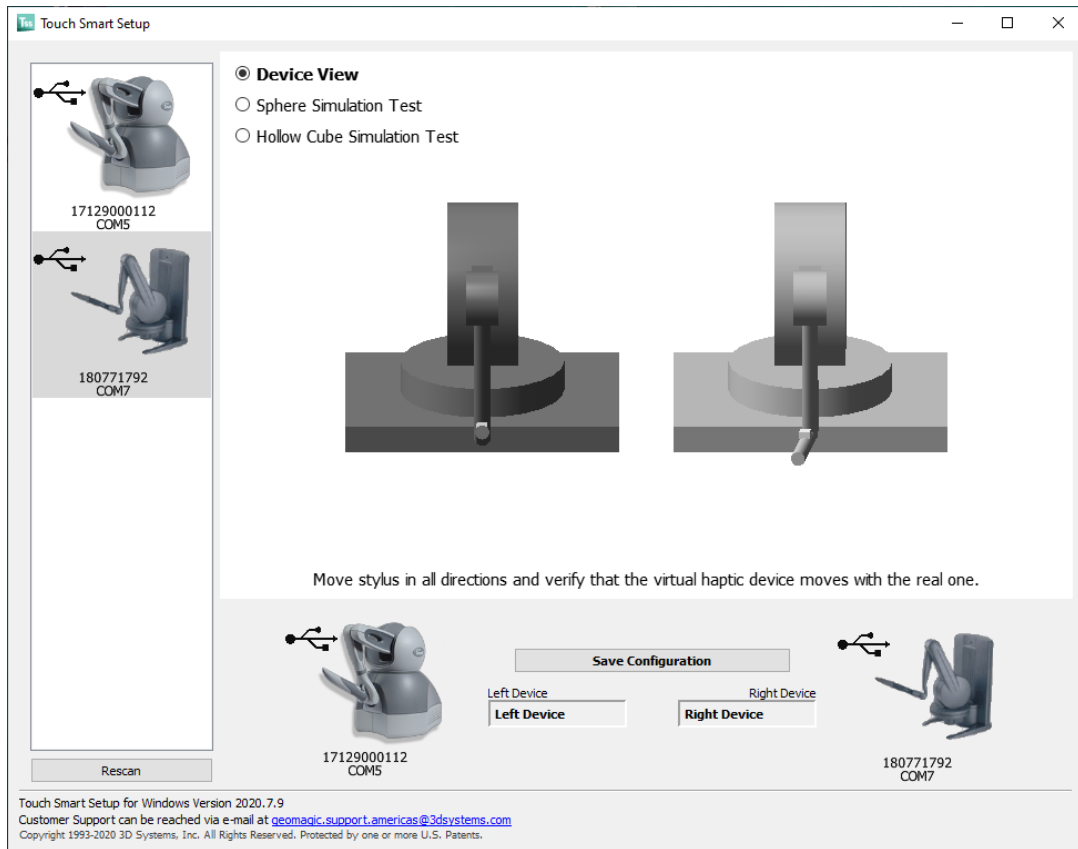 Tss Touch Smart Setup
17129000112
COM5
180771792
COM7
Rescan
Device View
Sphere Simulation Test
Hollow Cube Simulation Test
Move stylus in all directions and verify that the virtual haptic device moves with the real one.
17129000112
COM5
Save Configuration
Left Device
Right Device
Left Device
Right Device
180771792
COM7
Touch Smart Setup for Windows Version 2020.7.9
Customer Support can be reached via e-mail at geomagic.support.americas@3dsystems.com
Copyright 1993-2020 3D Systems, Inc. All Rights Reserved. Protected by one or more U.S. Patents.